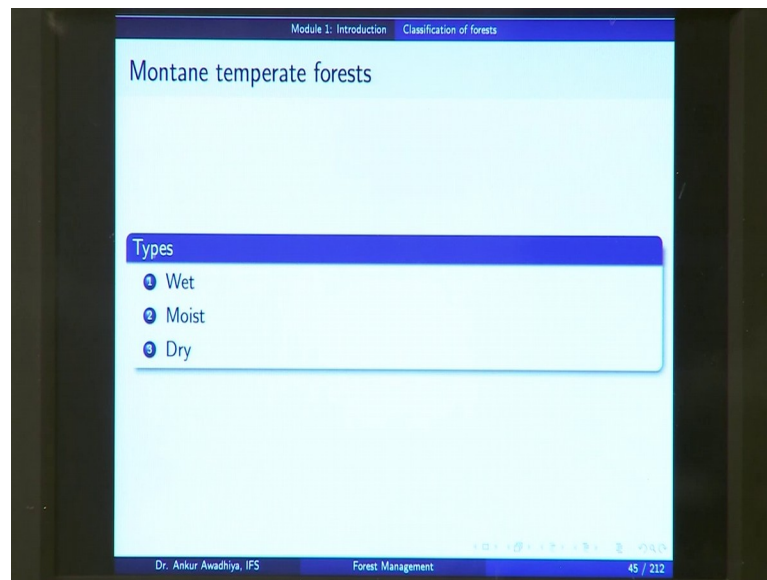 Module 1: Introduction Classification of forests
Montane temperate forests
Types
1 Wet
2 Moist
3 Dry
Dr. Ankur Awadhiya, IFS Forest Management 45 / 212